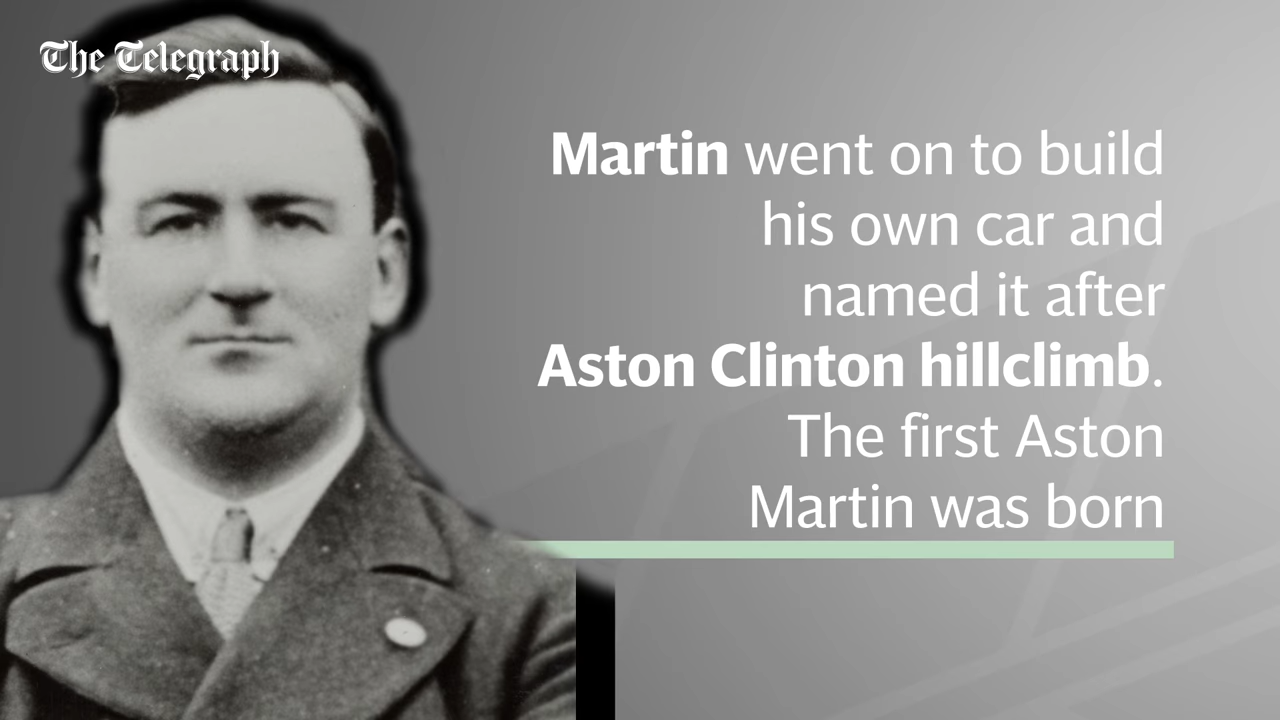 The Telegraph
Martin went on to build
his own car and
named it after
Aston Clinton hillclimb.
The first Aston
Martin was born